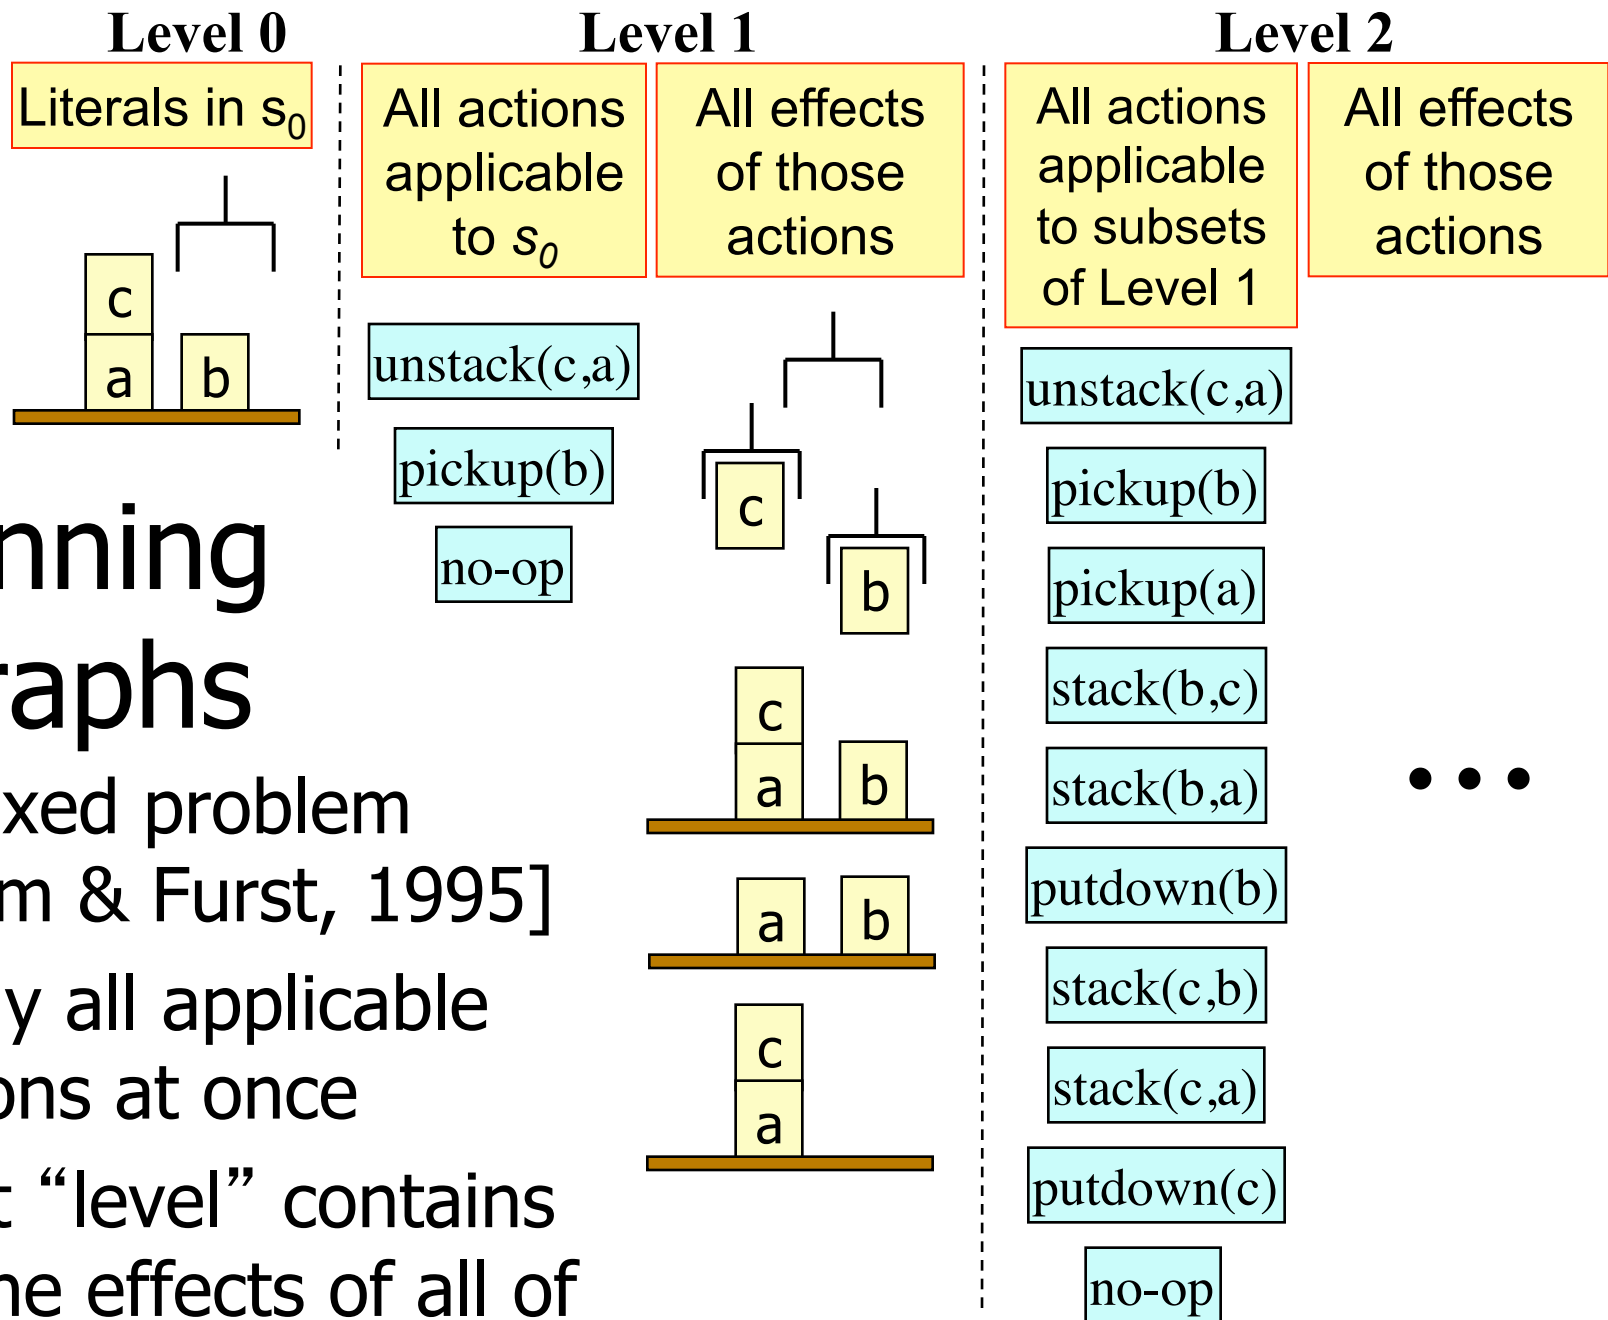 Level 0
Level 1
Level 2
Literals in s0
All actions
applicable
to s0
All effects
of those
actions
All actions
applicable
to subsets
of Level 1
All effects
of those
actions
c
a
b
unstack(c,a)
pickup(b)
no-op
c
b
c
a
b
a
b
c
a
unstack(c,a)
pickup(b)
pickup(a)
stack(b,c)
stack(b,a)
putdown(b)
stack(c,b)
stack(c,a)
putdown(c)
no-op
• • •
nning
raphs
xed problem
m & Furst, 1995]
y all applicable
ons at once
t “level” contains
ne effects of all of